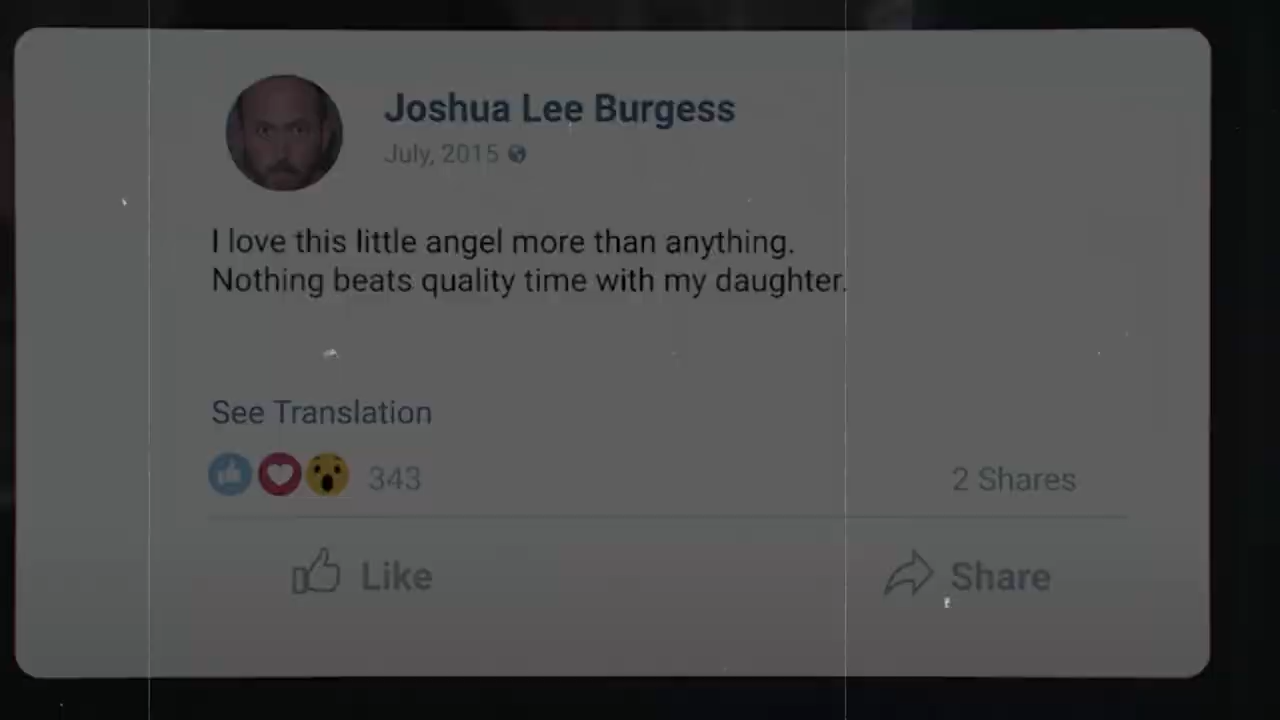 Joshua Lee Burgess
July, 2015
I love this little angel more than anything.
Nothing beats quality time with my daughter.
See Translation
343
2 Shares
Like
Share